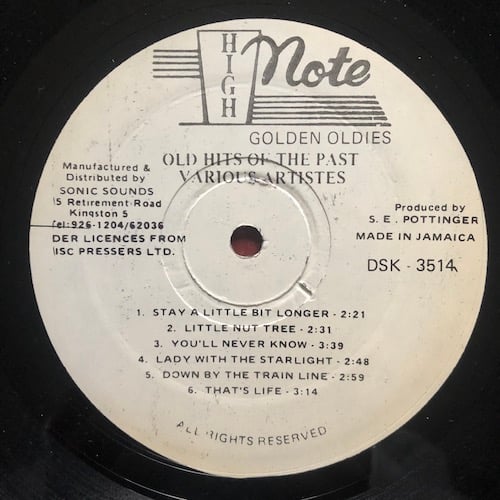 HIGH Note
GOLDEN OLDIES
OLD HITS OF THE PAST
VARIOUS ARTISTES
Manufactured &
Distributed by
SONIC SOUNDS
5 Retirement Road
Kingston 5
Tel:926-1204/62036
DER LICENCES FROM
ISC PRESSERS LTD.
Produced by
S. E. POTTINGER
MADE IN JAMAICA
DSK - 3514
1. STAY A LITTLE BIT LONGER - 2:21
2. LITTLE NUT TREE - 2:31
3. YOU'LL NEVER KNOW - 3:39
4. LADY WITH THE STARLIGHT - 2:48
5. DOWN BY THE TRAIN LINE - 2:59
6. THAT'S LIFE - 3:14
ALL RIGHTS RESERVED